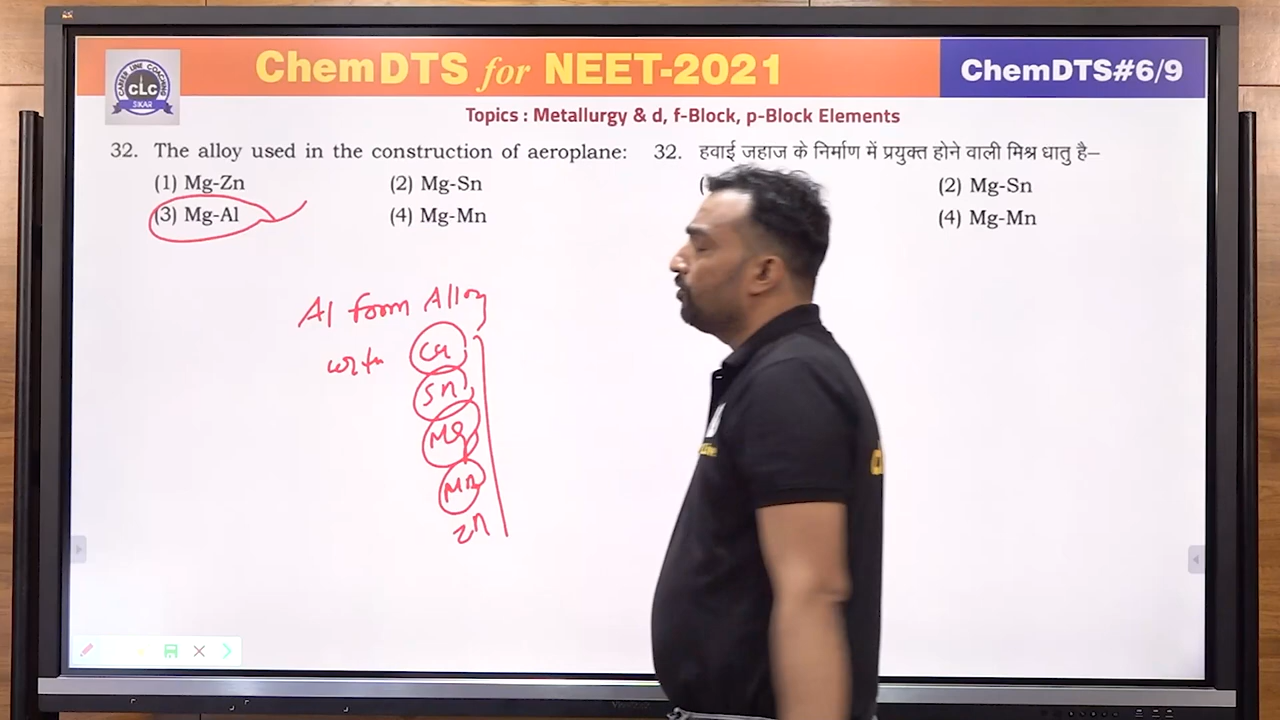 ChemDTS for NEET-2021
ChemDTS#6/9
CAREER LINE COACHING
CLC
SIKAR
Topics : Metallurgy & d, f-Block, p-Block Elements
32. The alloy used in the construction of aeroplane:
(1) Mg-Zn (2) Mg-Sn
(3) Mg-Al (4) Mg-Mn
32. हवाई जहाज के निर्माण में प्रयुक्त होने वाली मिश्र धातु है–
(2) Mg-Sn
(4) Mg-Mn
Al form Alloy
with Cu
Sn
Mg
Mn
Zn